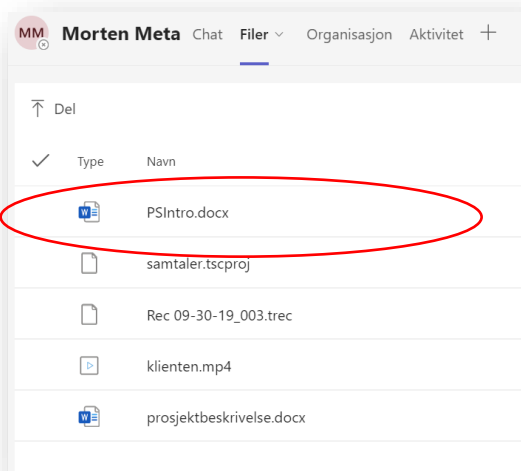 MM Morten Meta Chat Filer Organisasjon Aktivitet
Del
Type Navn
PSIntro.docx
samtaler.tscproj
Rec 09-30-19_003.trec
klienten.mp4
prosjektbeskrivelse.docx